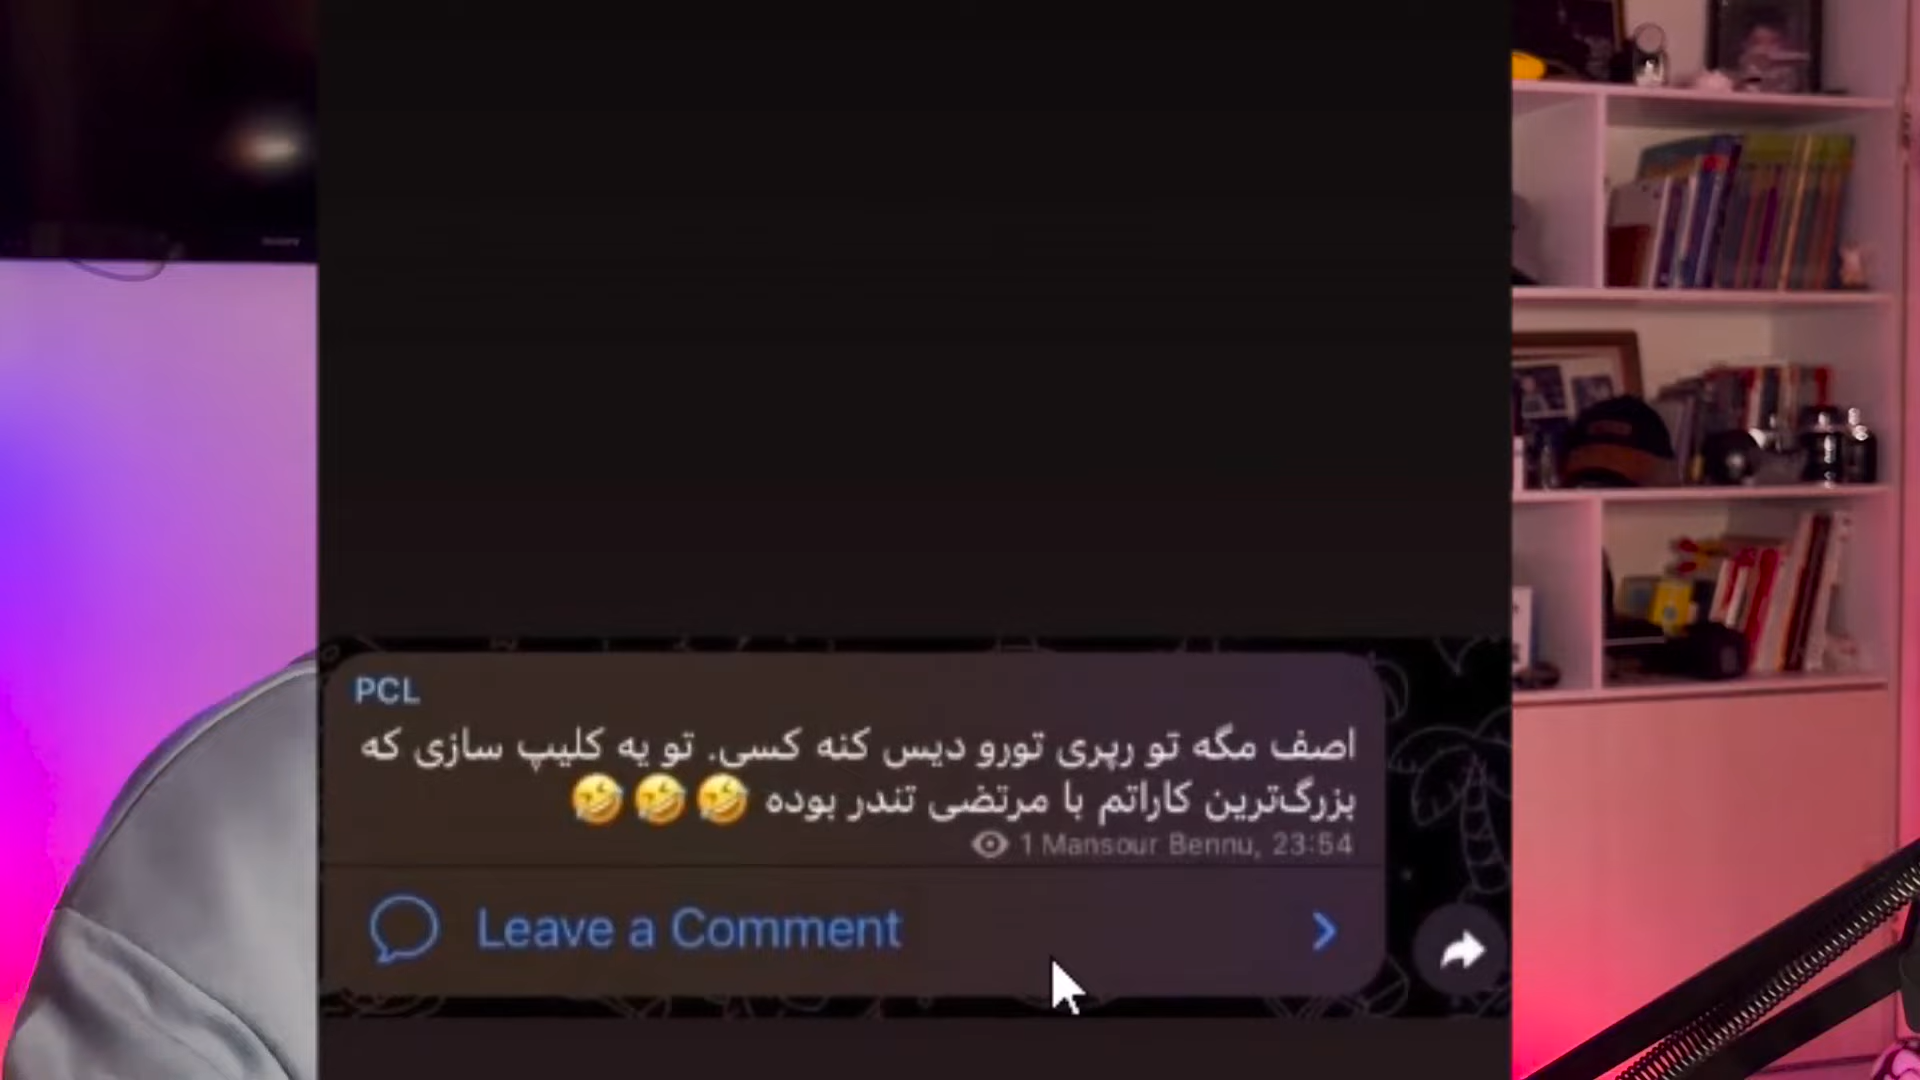 PCL
اصف مگه تو رپری تورو دیس کنه کسی. تو یه کلیپ سازی که
بزرگ‌ترین کاراتم با مرتضی تندر بوده 🤣🤣🤣
1 Mansour Bennu, 23:54
Leave a Comment